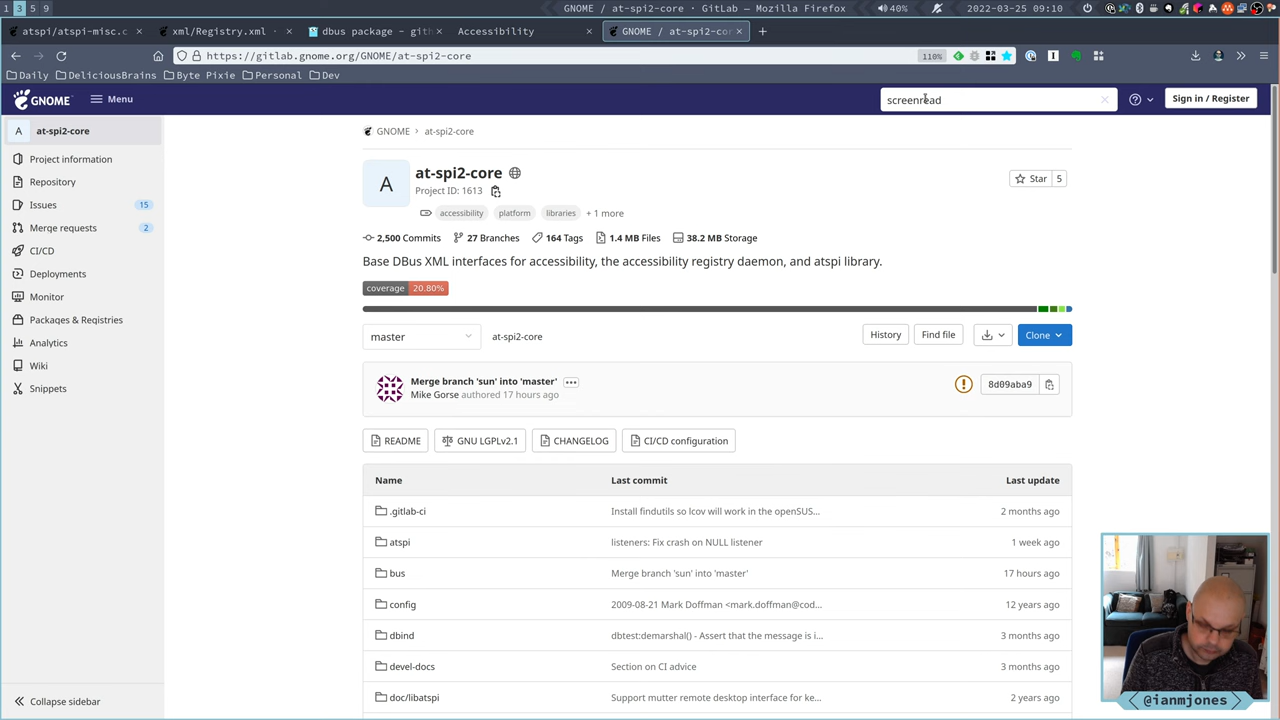 1 3 5 9
GNOME / at-spi2-core · GitLab - Mozilla Firefox
40%
2022-03-25 09:10
atspi/atspi-misc.c
xml/Registry.xml ·
dbus package - gith
Accessibility
GNOME / at-spi2-cor
https://gitlab.gnome.org/GNOME/at-spi2-core
110%
Daily DeliciousBrains Byte Pixie Personal Dev
GNOME
Menu
screenread
Sign in / Register
A at-spi2-core
Project information
Repository
Issues 15
Merge requests 2
CI/CD
Deployments
Monitor
Packages & Registries
Analytics
Wiki
Snippets
Collapse sidebar
GNOME › at-spi2-core
A
at-spi2-core
Project ID: 1613
Star 5
accessibility platform libraries + 1 more
2,500 Commits 27 Branches 164 Tags 1.4 MB Files 38.2 MB Storage
Base DBus XML interfaces for accessibility, the accessibility registry daemon, and atspi library.
coverage 20.80%
master
at-spi2-core
History Find file Clone
Merge branch 'sun' into 'master'
Mike Gorse authored 17 hours ago
8d09aba9
README GNU LGPLv2.1 CHANGELOG CI/CD configuration
Name Last commit Last update
.gitlab-ci Install findutils so lcov will work in the openSUS... 2 months ago
atspi listeners: Fix crash on NULL listener 1 week ago
bus Merge branch 'sun' into 'master' 17 hours ago
config 2009-08-21 Mark Doffman <mark.doffman@cod... 12 years ago
dbind dbtest:demarshal() - Assert that the message is i... 3 months ago
devel-docs Section on CI advice 3 months ago
doc/libatspi Support mutter remote desktop interface for ke... 2 years ago
@ianmjones